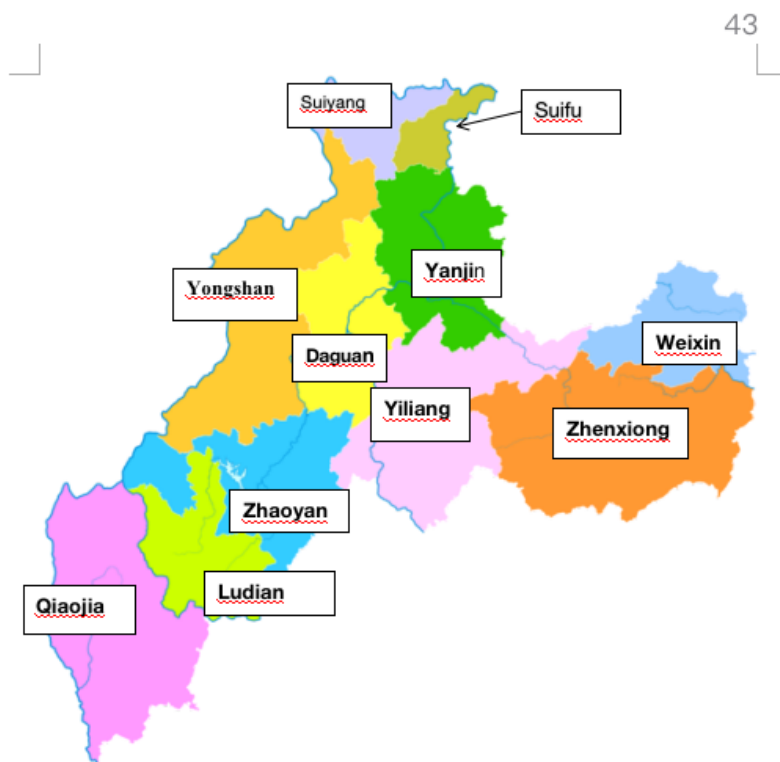 43
Suiyang
Suifu
Yanjin
Yongshan
Weixin
Daguan
Yiliang
Zhenxiong
Zhaoyan
Ludian
Qiaojia